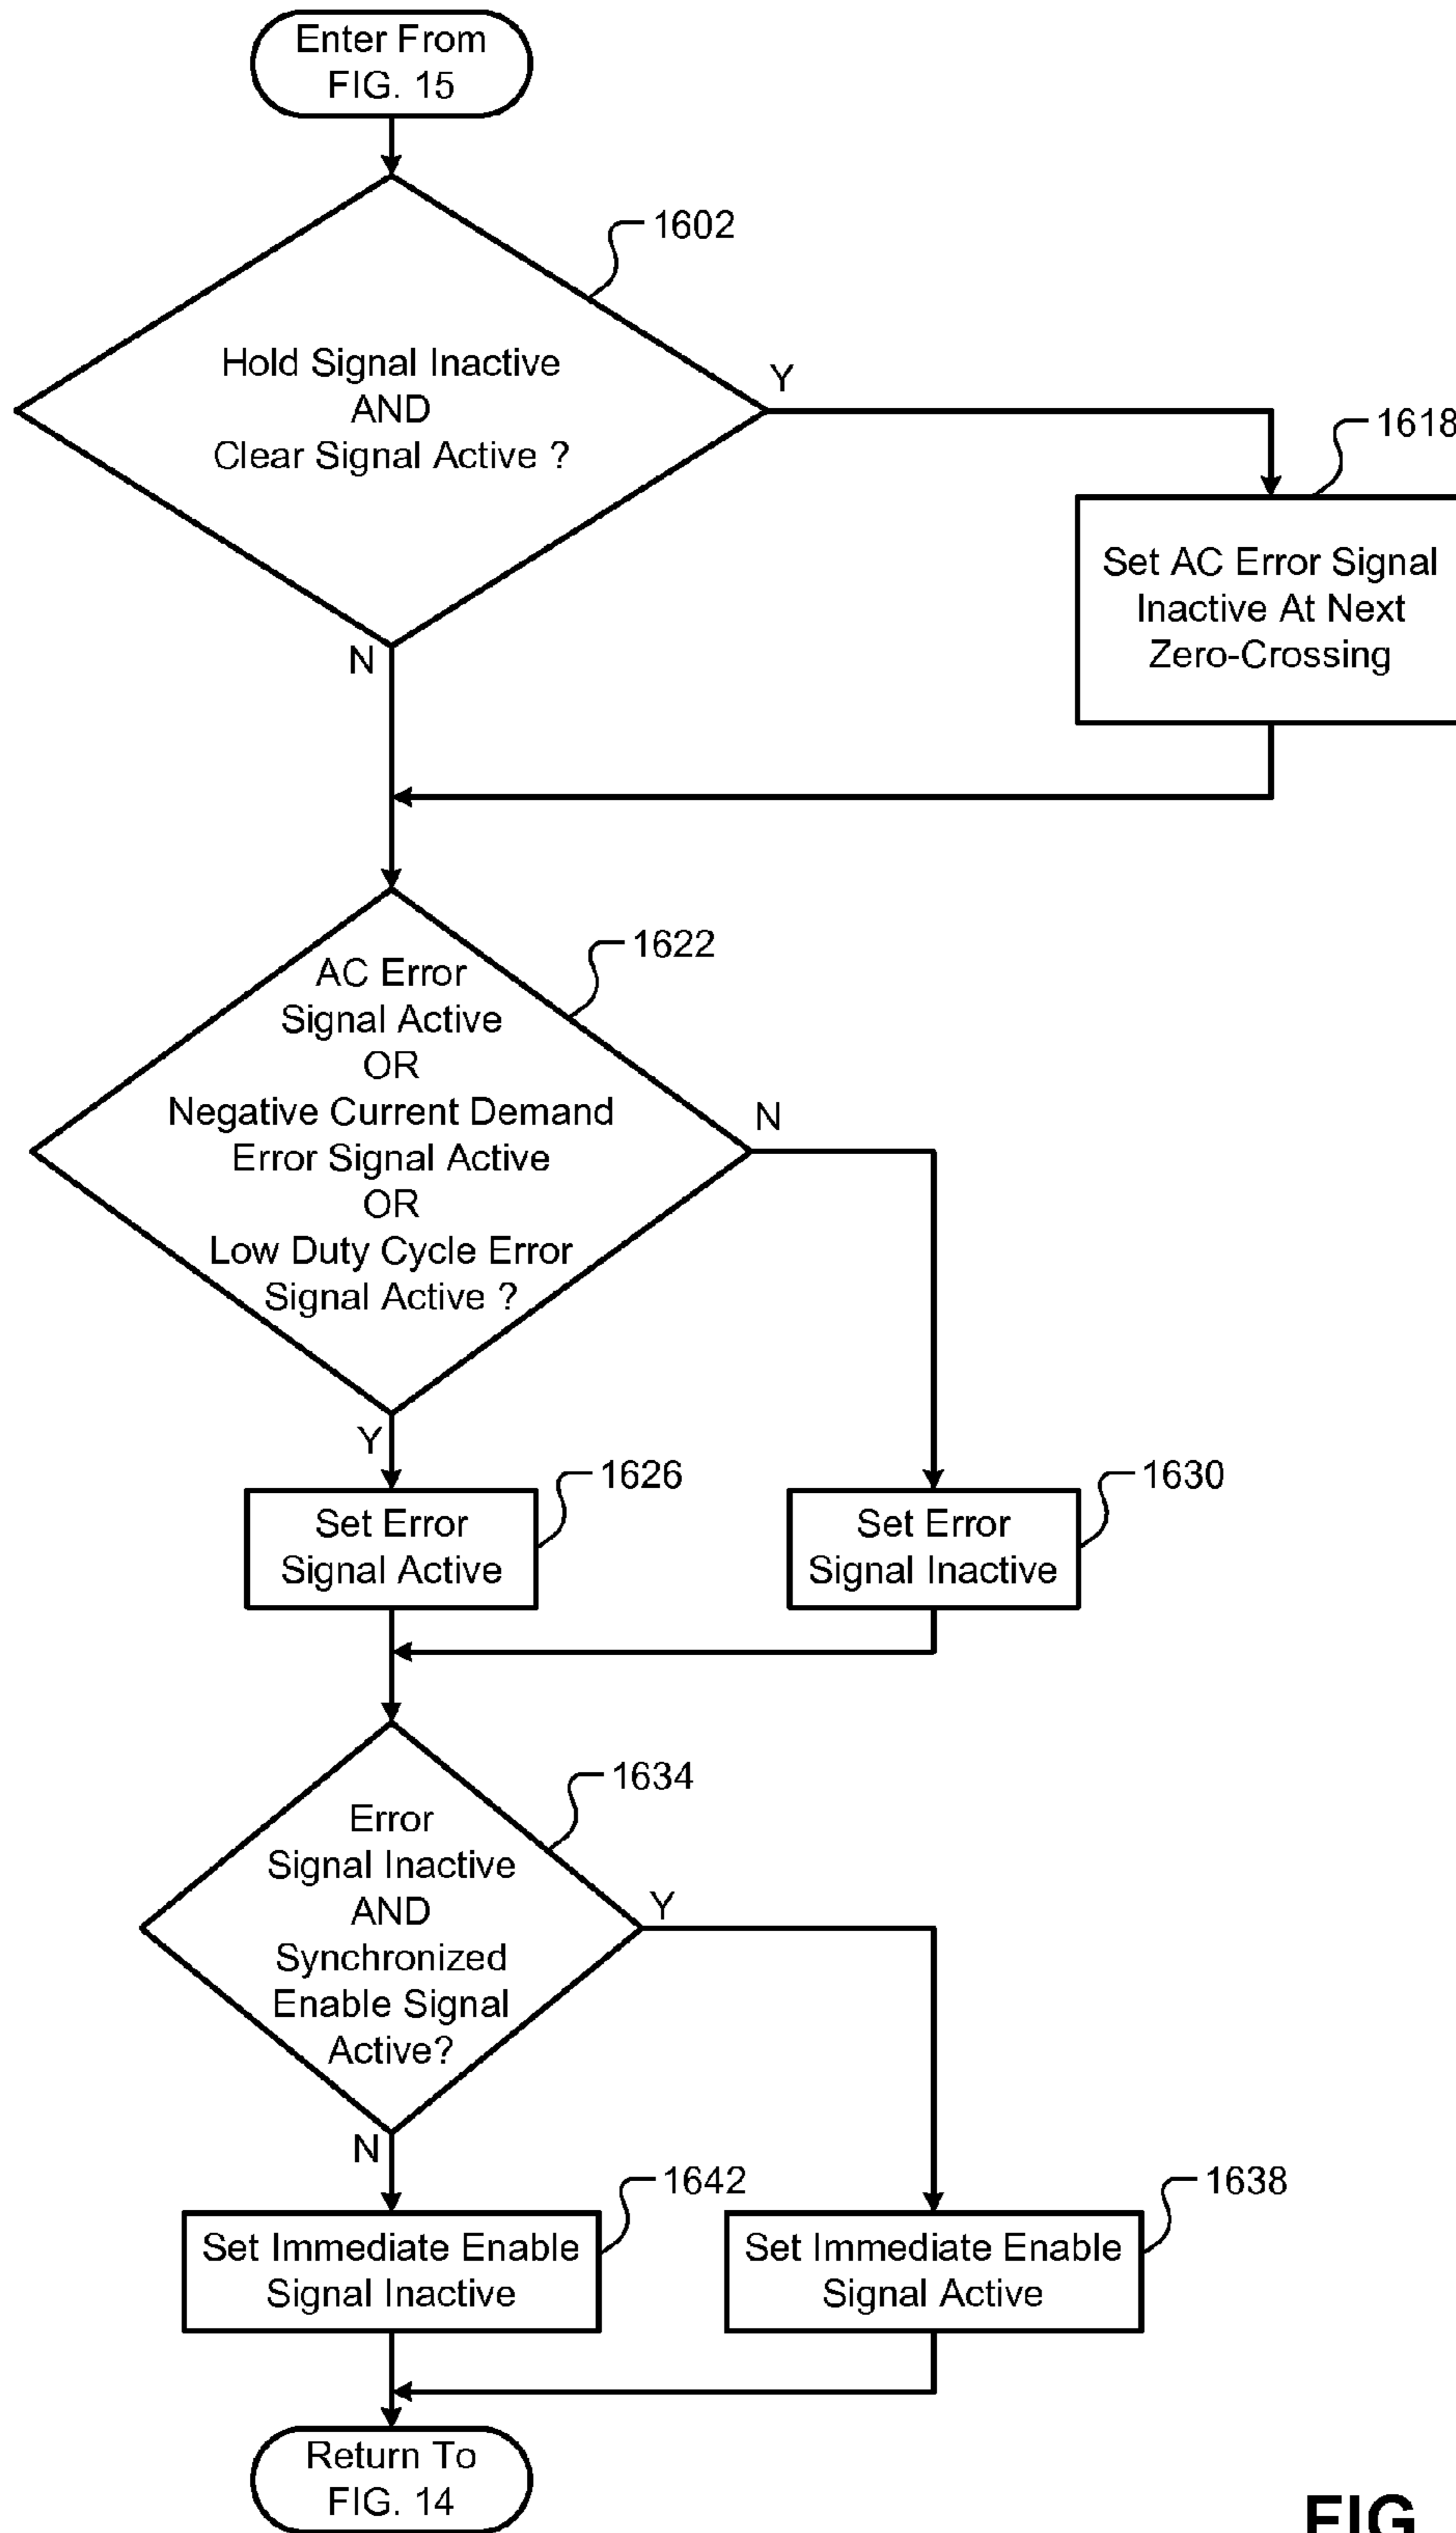 Enter From
FIG. 15
1602
Hold Signal Inactive
AND
Clear Signal Active ?
Y
N
1618
Set AC Error Signal
Inactive At Next
Zero-Crossing
1622
AC Error
Signal Active
OR
Negative Current Demand
Error Signal Active
OR
Low Duty Cycle Error
Signal Active ?
N
Y
1626
Set Error
Signal Active
1630
Set Error
Signal Inactive
1634
Error
Signal Inactive
AND
Synchronized
Enable Signal
Active?
Y
N
1642
Set Immediate Enable
Signal Inactive
1638
Set Immediate Enable
Signal Active
Return To
FIG. 14
FIG